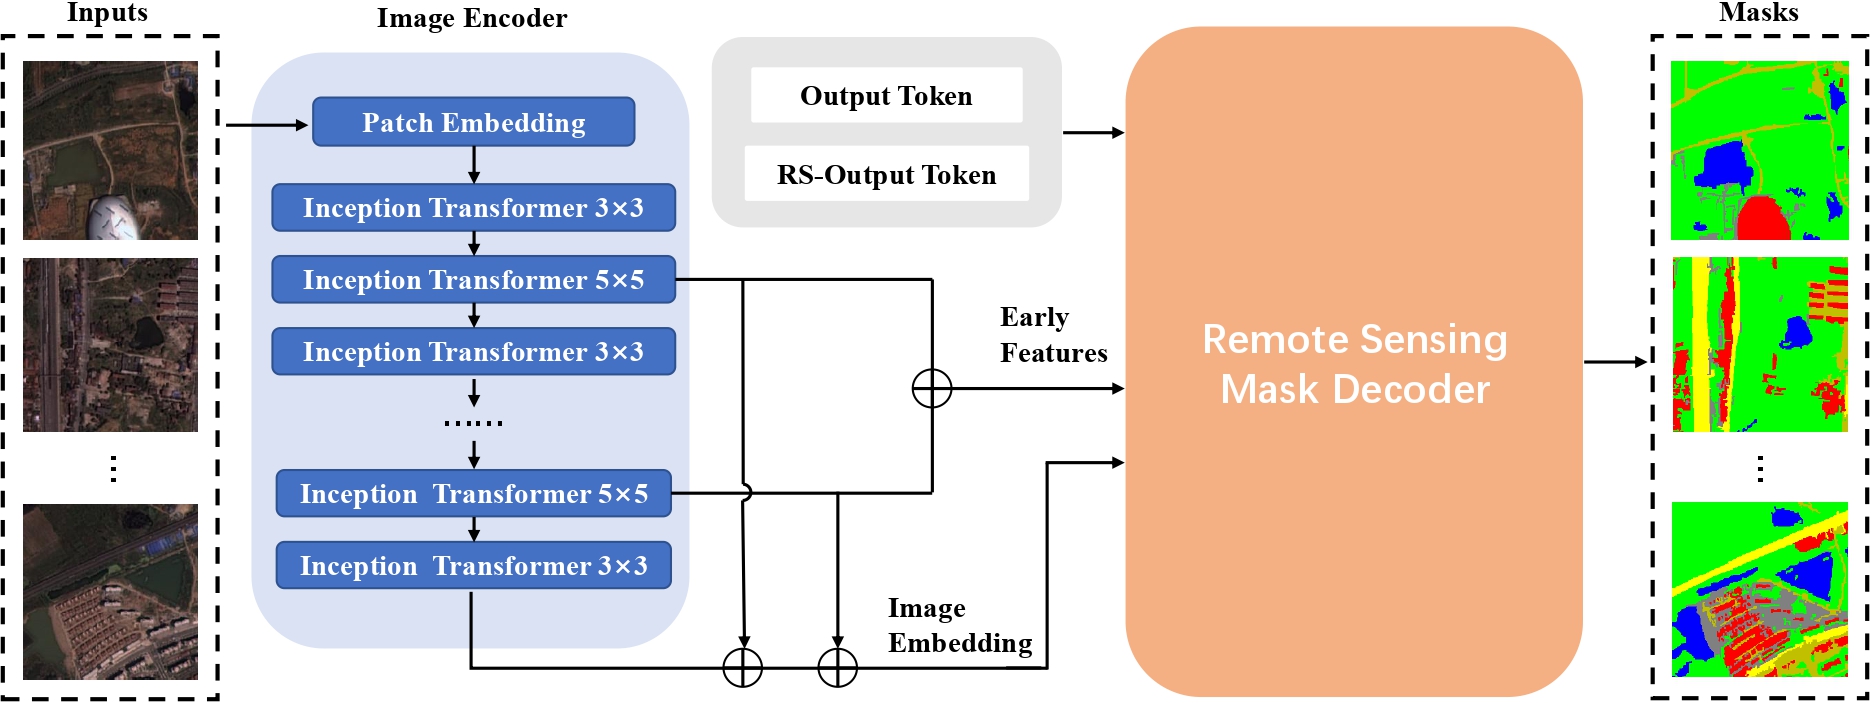 Inputs
Image Encoder
Patch Embedding
Inception Transformer 3×3
Inception Transformer 5×5
Inception Transformer 3×3
......
Inception Transformer 5×5
Inception Transformer 3×3
Output Token
RS-Output Token
Early
Features
Image
Embedding
Remote Sensing
Mask Decoder
Masks